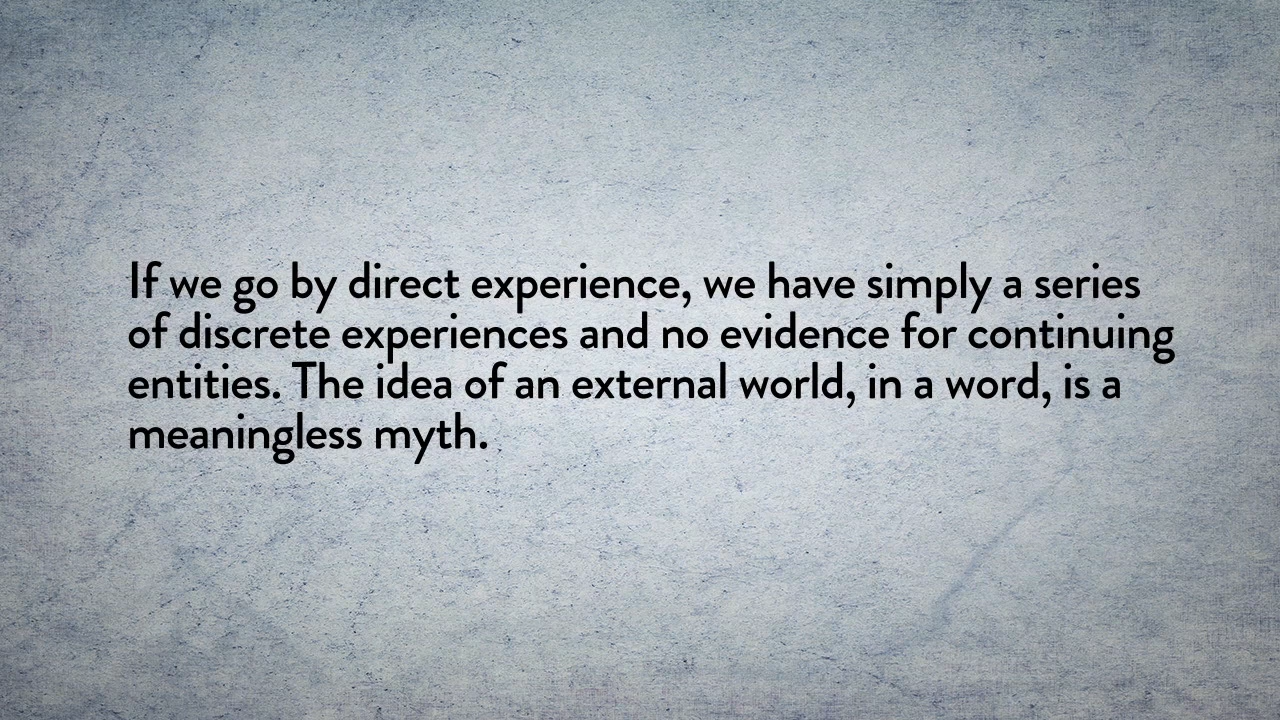 If we go by direct experience, we have simply a series
of discrete experiences and no evidence for continuing
entities. The idea of an external world, in a word, is a
meaningless myth.